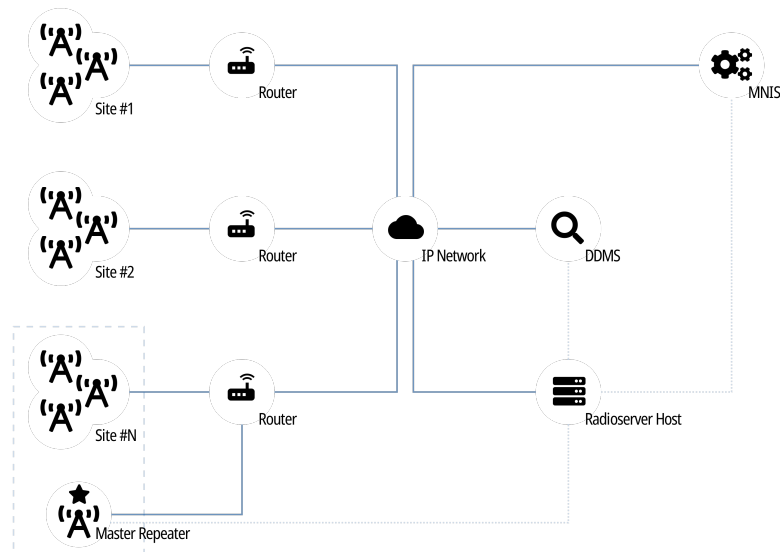 MNIS
Router
Site #1
IP Network
DDMS
Router
Site #2
Router
Radioserver Host
Site #N
Master Repeater